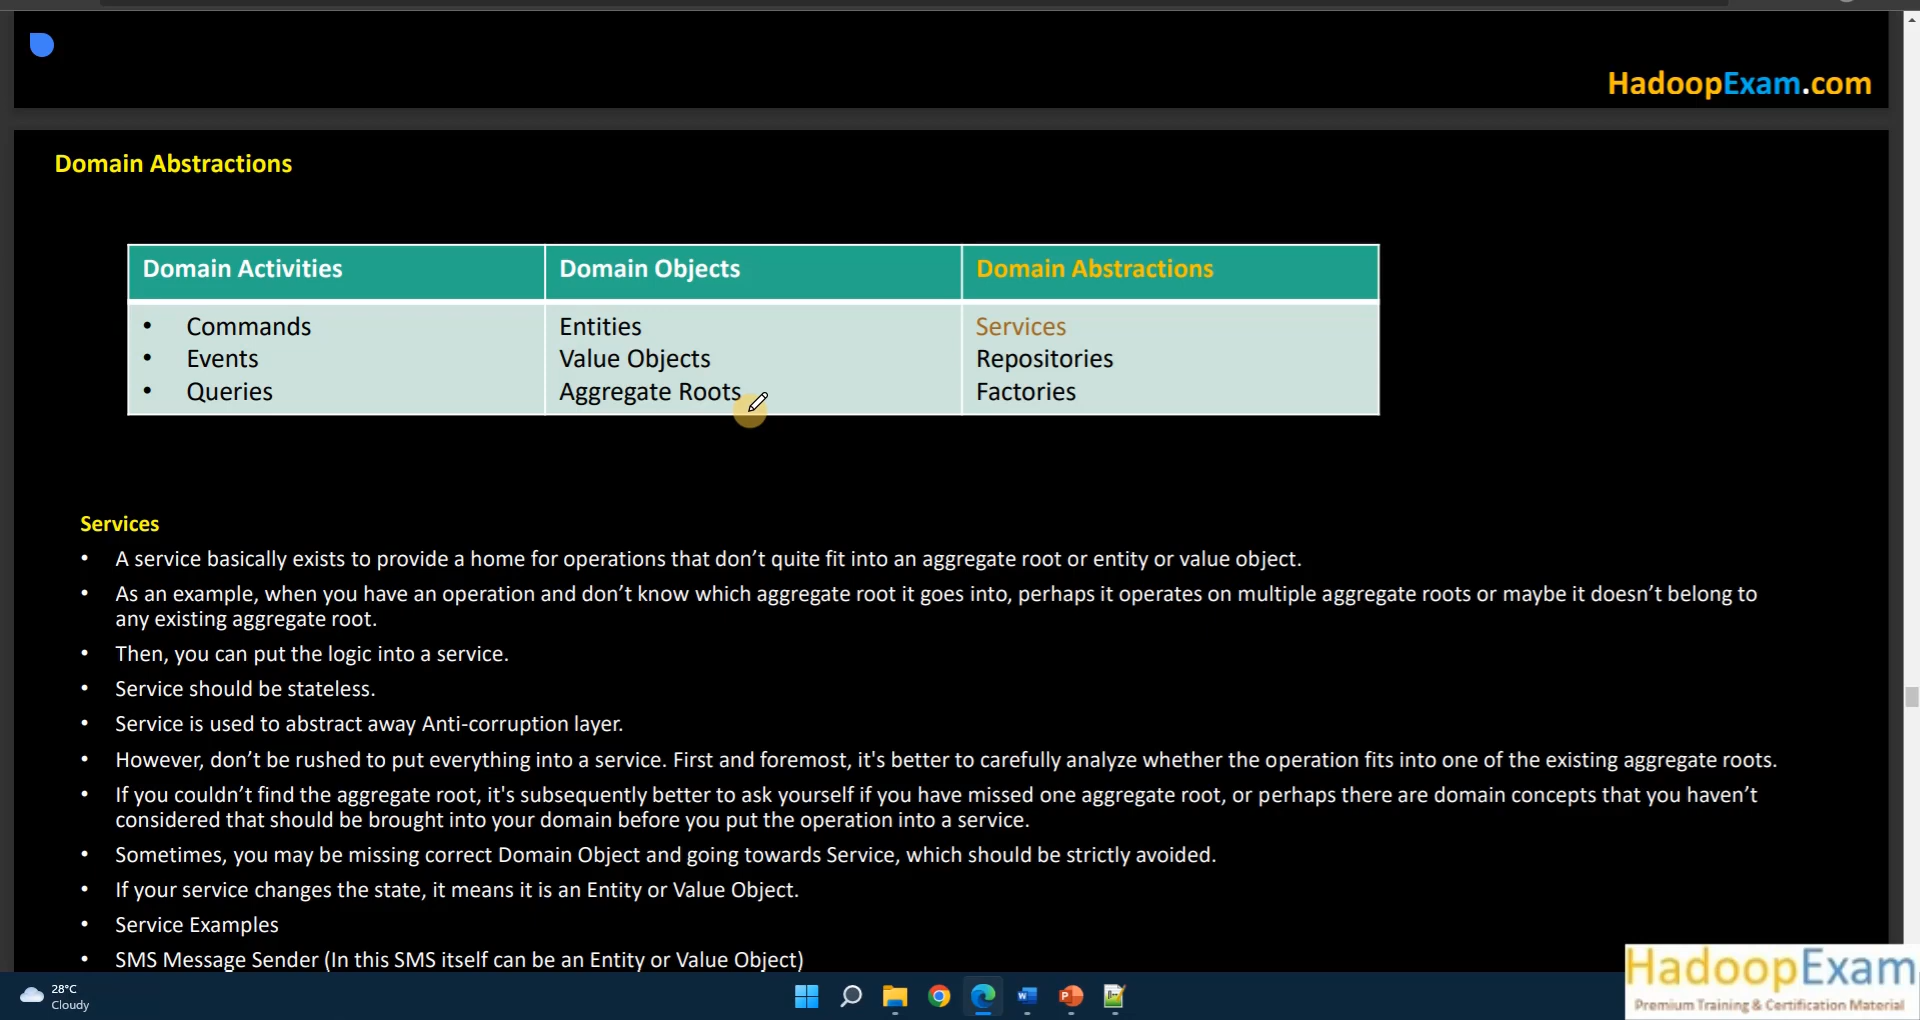 HadoopExam.com
Domain Abstractions
Domain Activities Domain Objects Domain Abstractions
• Commands Entities Services
• Events Value Objects Repositories
• Queries Aggregate Roots Factories
Services
• A service basically exists to provide a home for operations that don’t quite fit into an aggregate root or entity or value object.
• As an example, when you have an operation and don’t know which aggregate root it goes into, perhaps it operates on multiple aggregate roots or maybe it doesn’t belong to
any existing aggregate root.
• Then, you can put the logic into a service.
• Service should be stateless.
• Service is used to abstract away Anti-corruption layer.
• However, don’t be rushed to put everything into a service. First and foremost, it's better to carefully analyze whether the operation fits into one of the existing aggregate roots.
• If you couldn’t find the aggregate root, it's subsequently better to ask yourself if you have missed one aggregate root, or perhaps there are domain concepts that you haven’t
considered that should be brought into your domain before you put the operation into a service.
• Sometimes, you may be missing correct Domain Object and going towards Service, which should be strictly avoided.
• If your service changes the state, it means it is an Entity or Value Object.
• Service Examples
• SMS Message Sender (In this SMS itself can be an Entity or Value Object)
HadoopExam
Premium Training & Certification Material
28°C
Cloudy